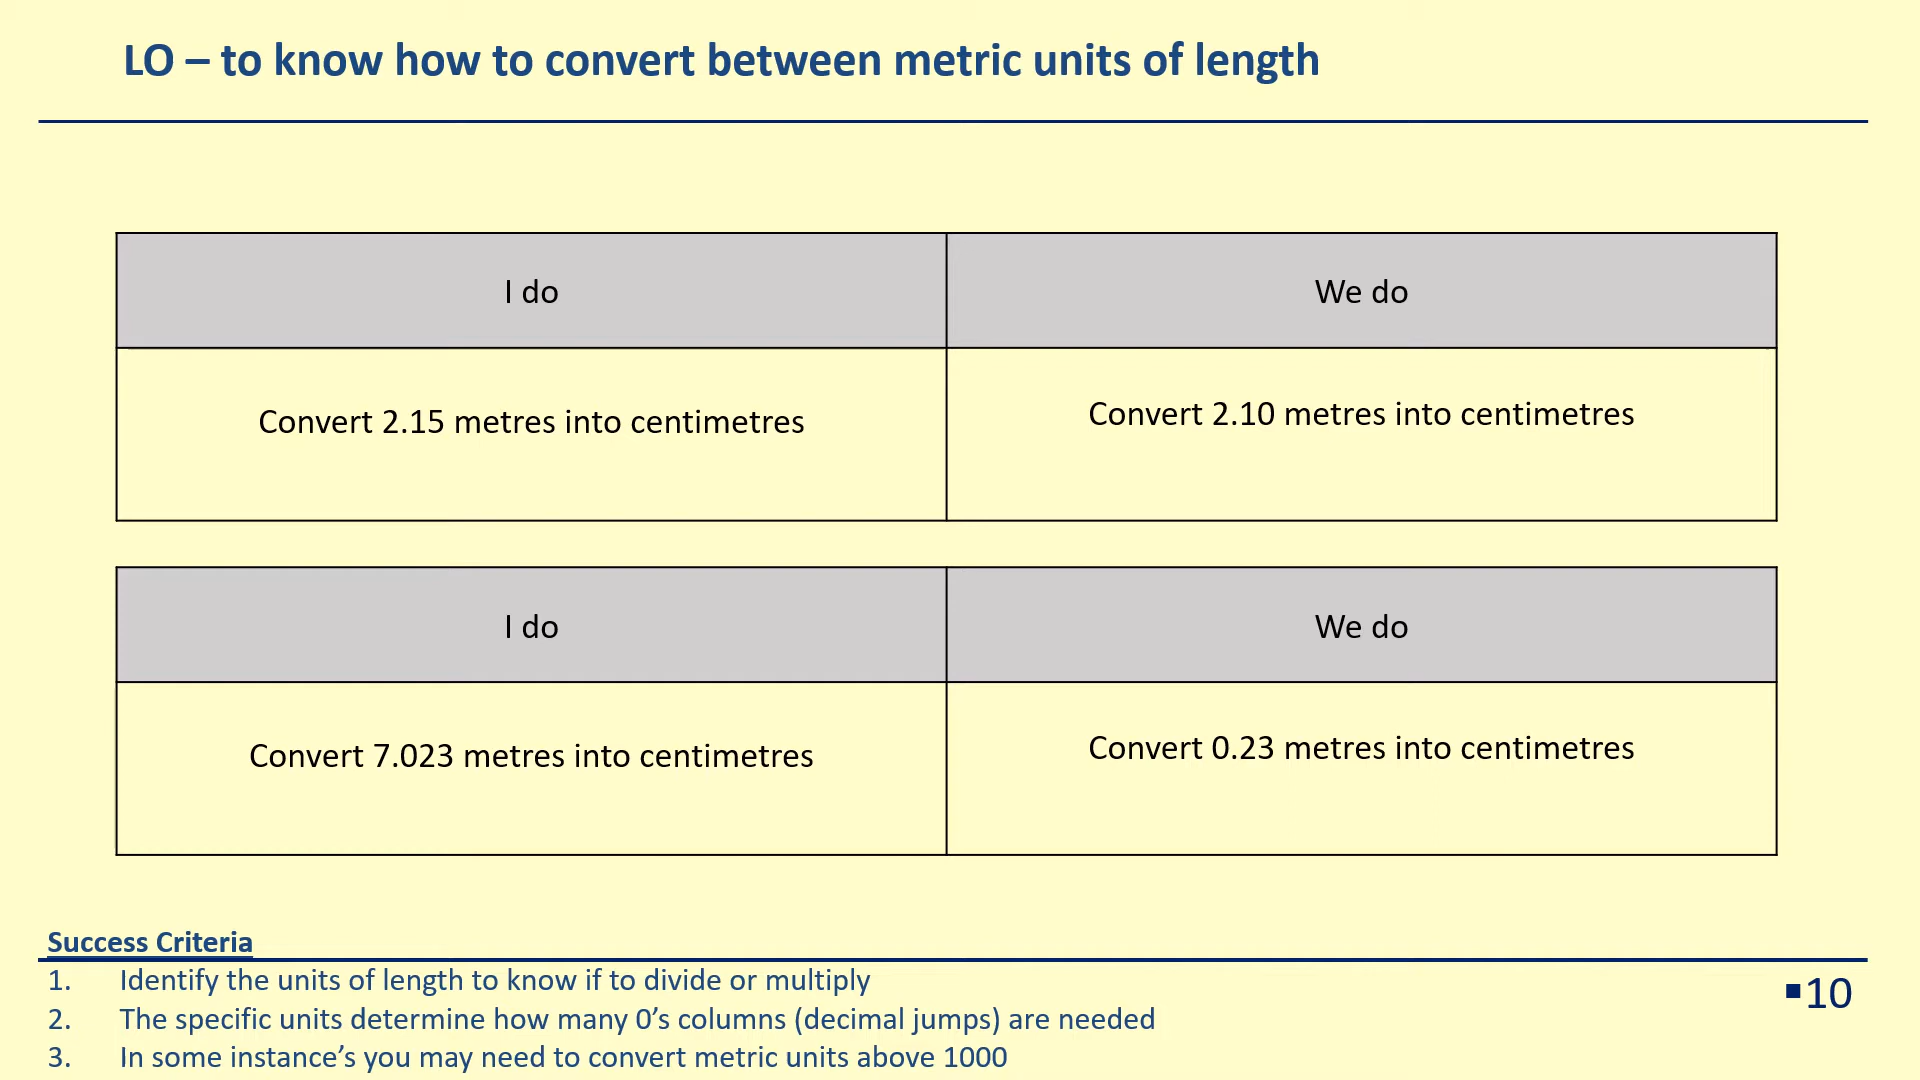 LO – to know how to convert between metric units of length
I do
We do
Convert 2.15 metres into centimetres
Convert 2.10 metres into centimetres
I do
We do
Convert 7.023 metres into centimetres
Convert 0.23 metres into centimetres
Success Criteria
1. Identify the units of length to know if to divide or multiply
2. The specific units determine how many 0’s columns (decimal jumps) are needed
3. In some instance’s you may need to convert metric units above 1000
▪10